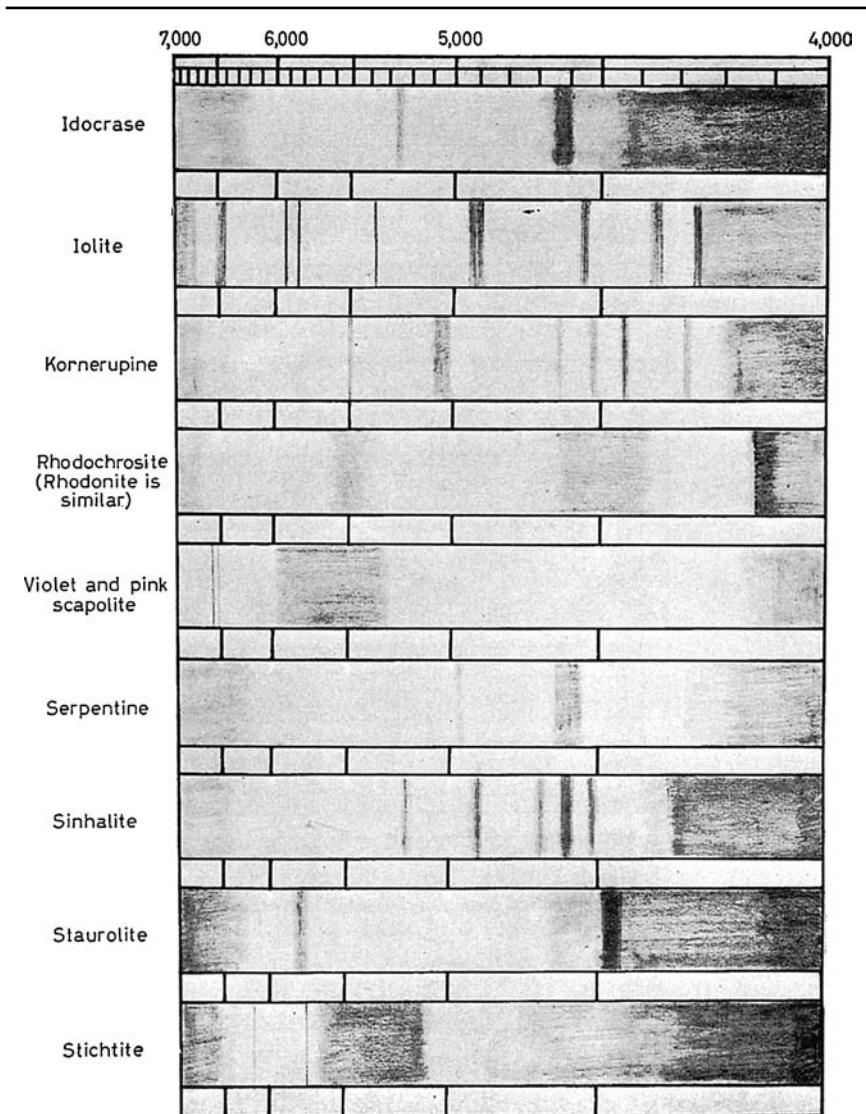 7,000 6,000 5,000 4,000
Idocrase
Iolite
Kornerupine
Rhodochrosite
(Rhodonite is
similar.)
Violet and pink
scapolite
Serpentine
Sinhalite
Staurolite
Stichtite